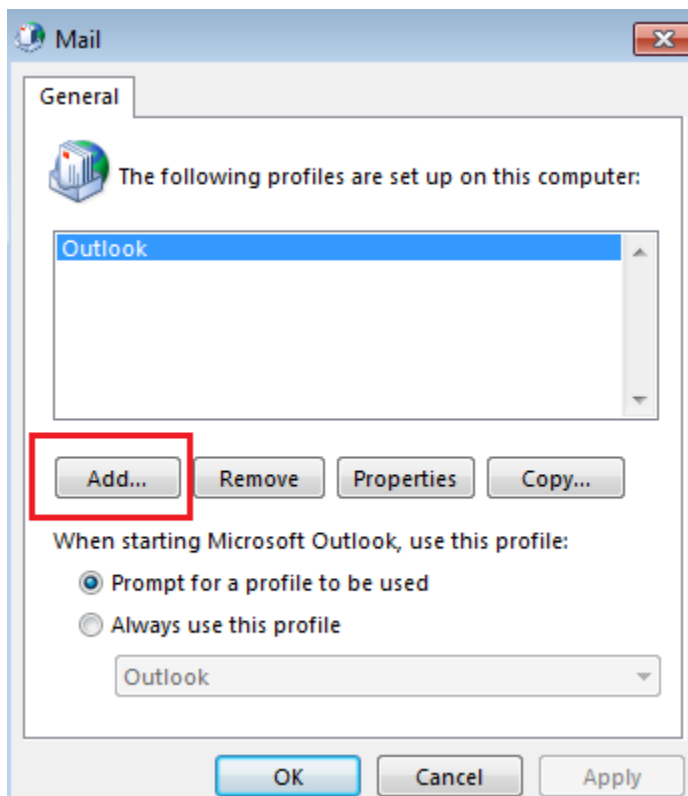 Mail
General
The following profiles are set up on this computer:
Outlook
Add... Remove Properties Copy...
When starting Microsoft Outlook, use this profile:
Prompt for a profile to be used
Always use this profile
Outlook
OK Cancel Apply